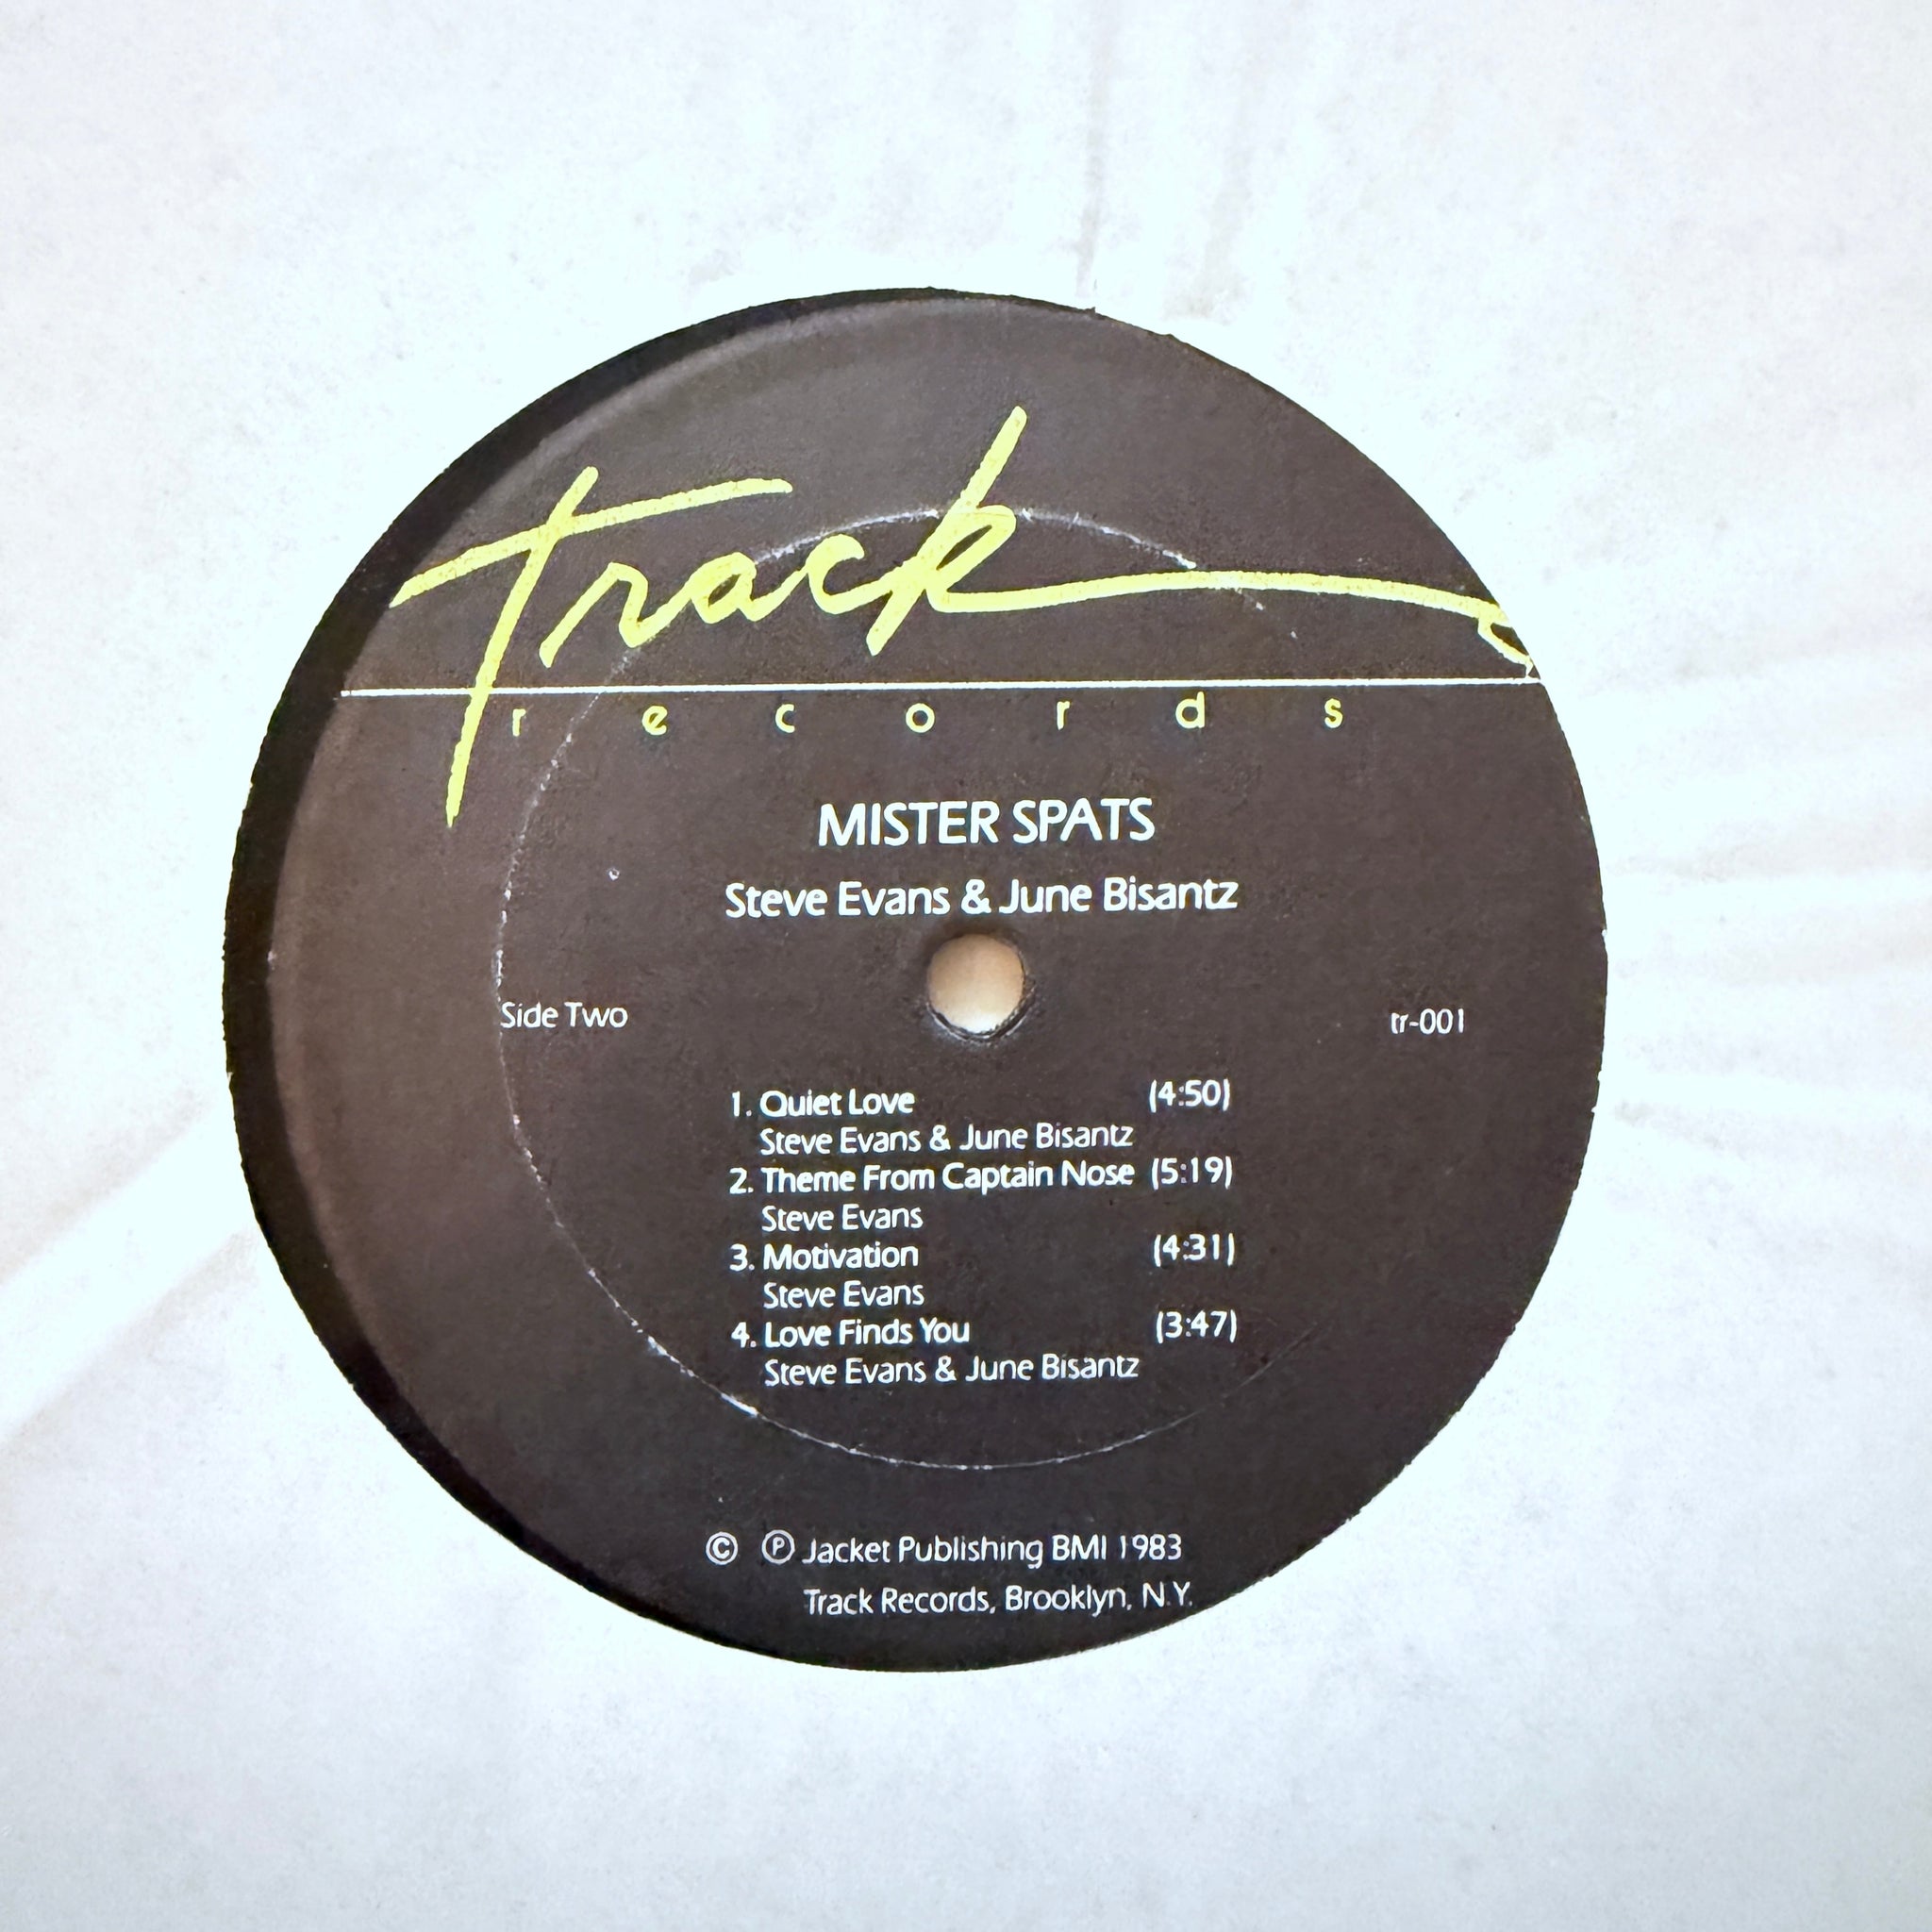 Track
records
MISTER SPATS
Steve Evans & June Bisantz
Side Two
tr-001
1. Quiet Love (4:50)
Steve Evans & June Bisantz
2. Theme From Captain Nose (5:19)
Steve Evans
3. Motivation (4:31)
Steve Evans
4. Love Finds You (3:47)
Steve Evans & June Bisantz
© ℗ Jacket Publishing BMI 1983
Track Records, Brooklyn, N.Y.